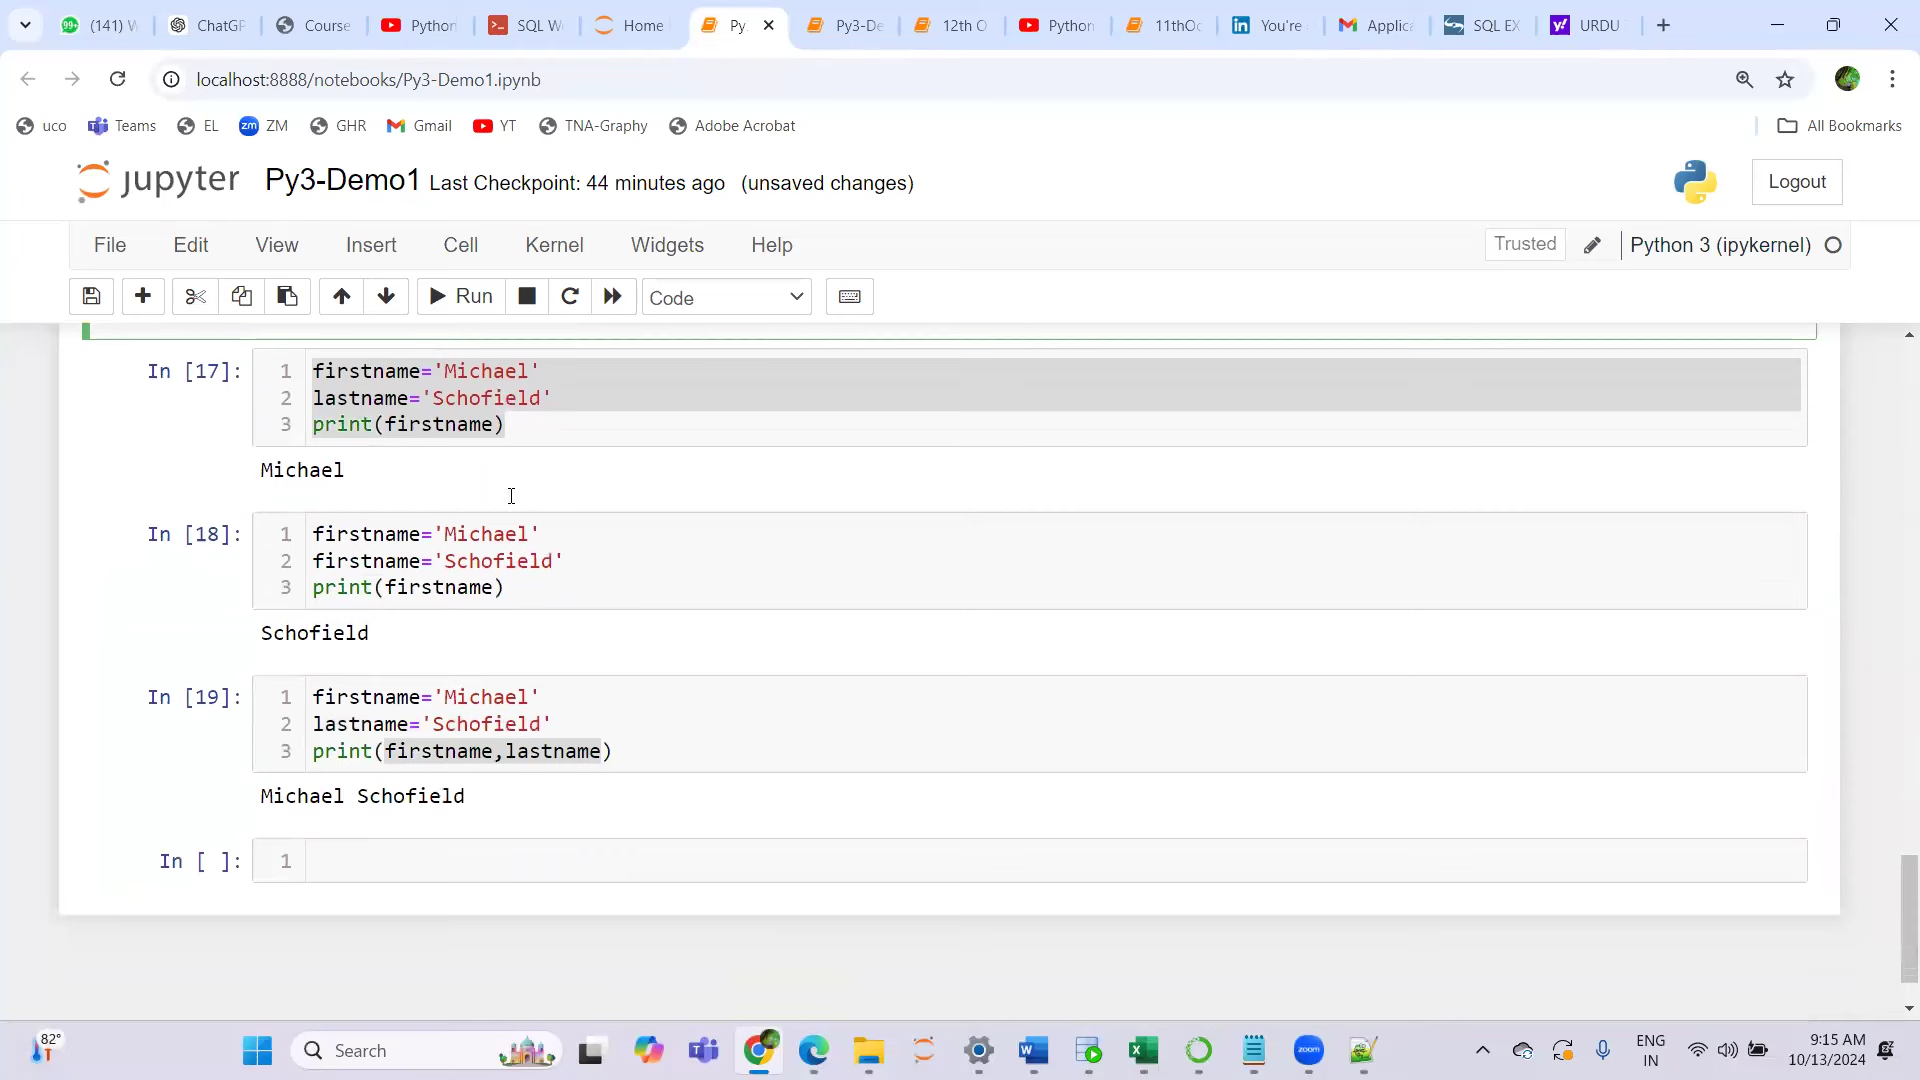 (141) W
ChatGP
Course
Python
SQL We
Home
Py
Py3-De
12th O
Python
11thOc
You're
Applica
SQL EX
URDU
localhost:8888/notebooks/Py3-Demo1.ipynb
uco
Teams
EL
ZM
GHR
Gmail
YT
TNA-Graphy
Adobe Acrobat
All Bookmarks
jupyter Py3-Demo1 Last Checkpoint: 44 minutes ago (unsaved changes)
Logout
File Edit View Insert Cell Kernel Widgets Help
Trusted
Python 3 (ipykernel)
Run
Code
In [17]:
1 firstname='Michael'
2 lastname='Schofield'
3 print(firstname)
Michael
In [18]:
1 firstname='Michael'
2 firstname='Schofield'
3 print(firstname)
Schofield
In [19]:
1 firstname='Michael'
2 lastname='Schofield'
3 print(firstname,lastname)
Michael Schofield
In [ ]:
1
82°
Search
zoom
ENG
IN
9:15 AM
10/13/2024